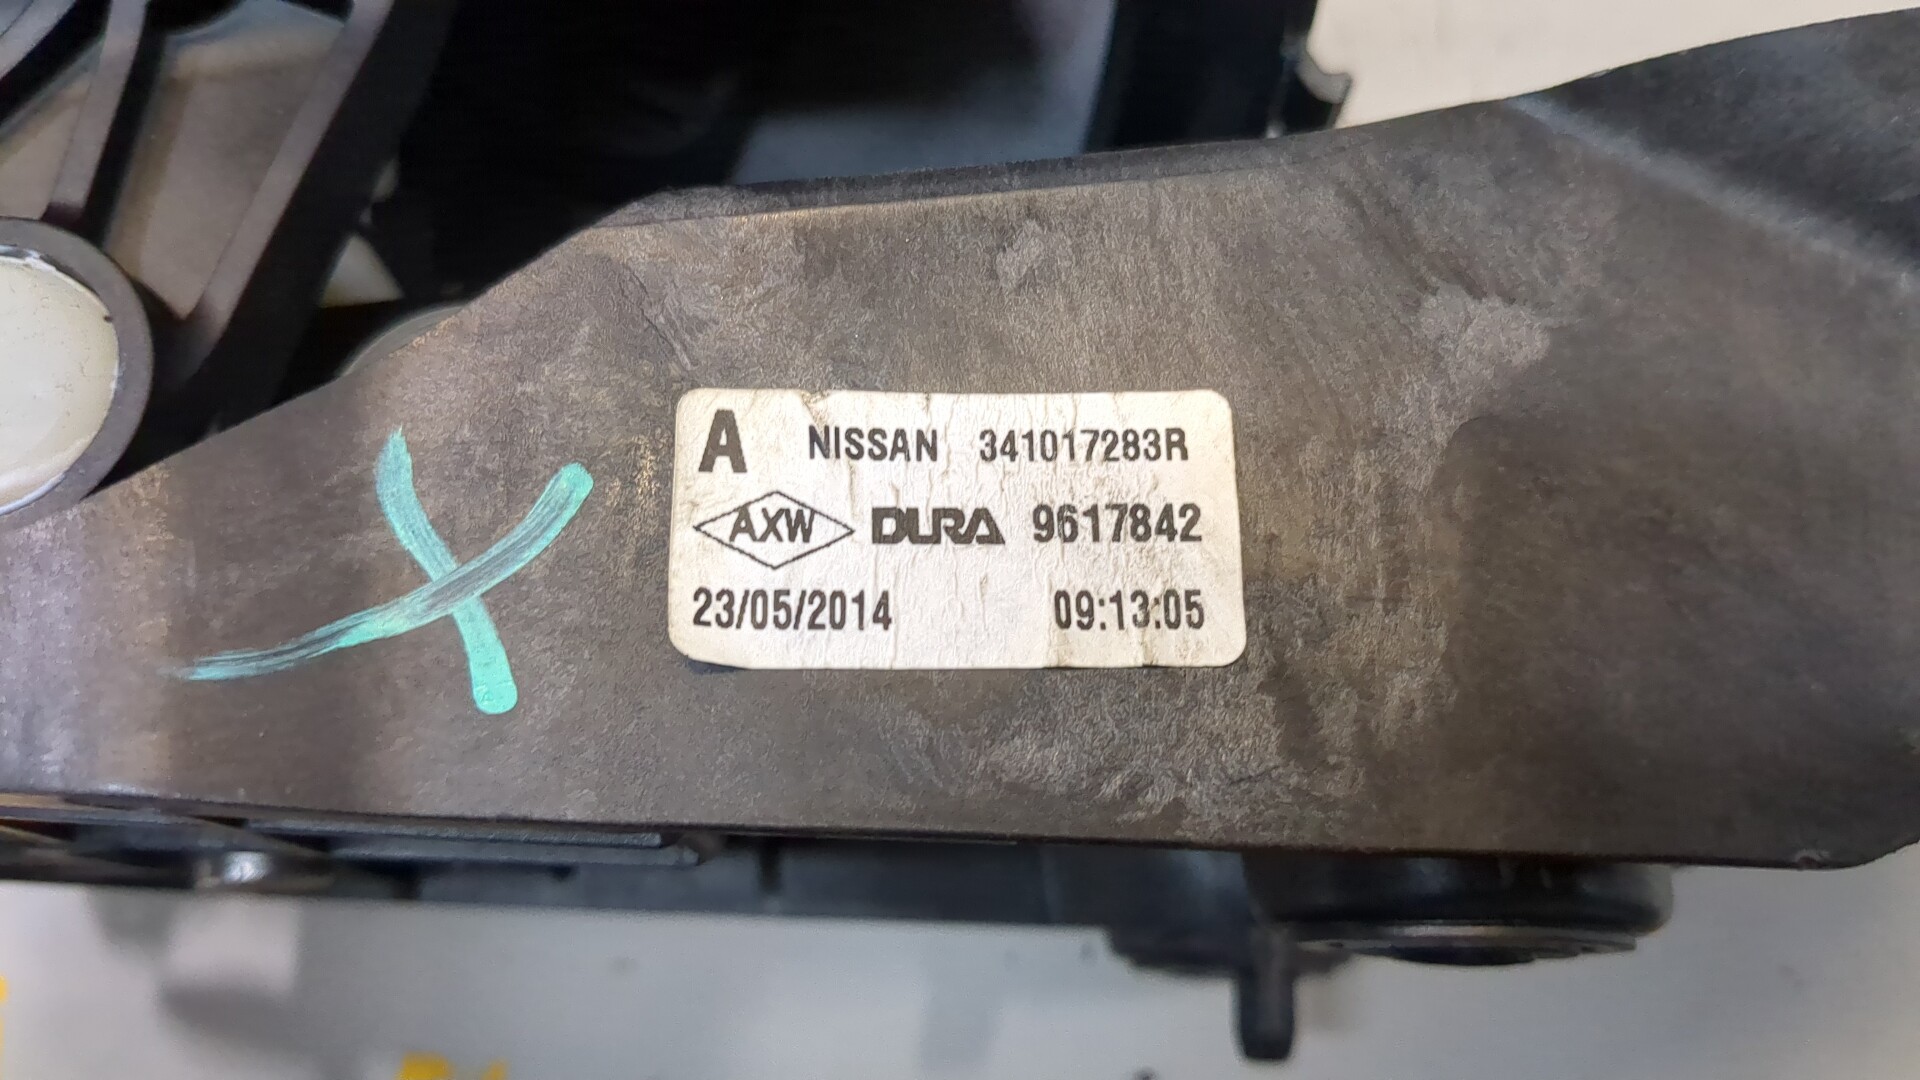 A NISSAN 341017283R
AXW DURA 9617842
23/05/2014 09:13:05